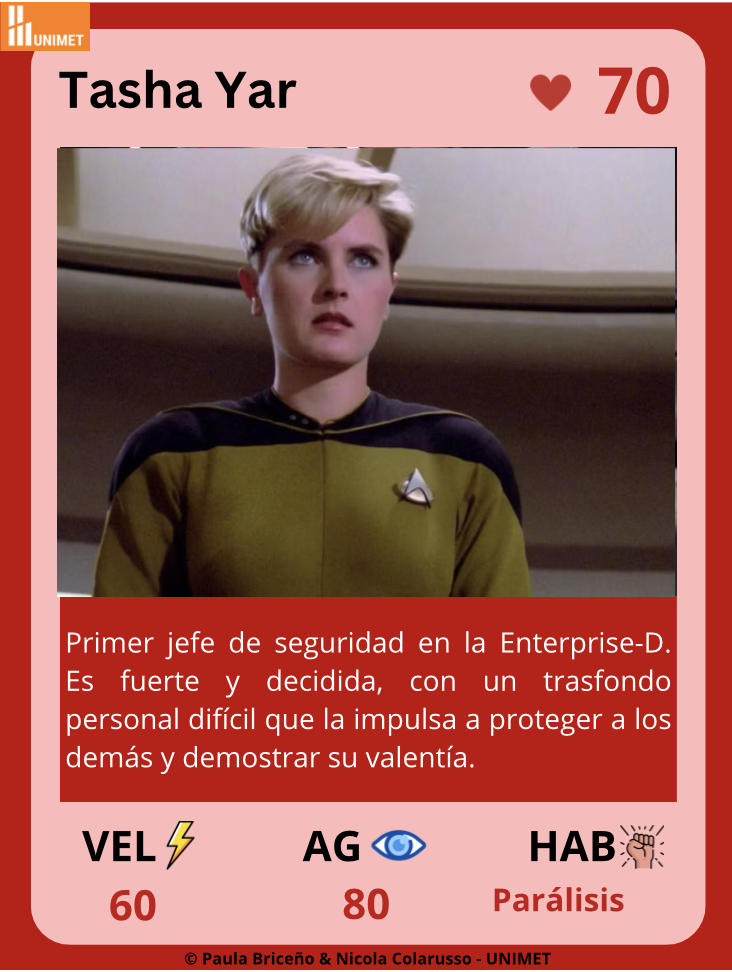 UNIMET
Tasha Yar
70
Primer jefe de seguridad en la Enterprise-D.
Es fuerte y decidida, con un trasfondo
personal difícil que la impulsa a proteger a los
demás y demostrar su valentía.
VEL AG HAB
60 80 Parálisis
© Paula Briceño & Nicola Colarusso - UNIMET